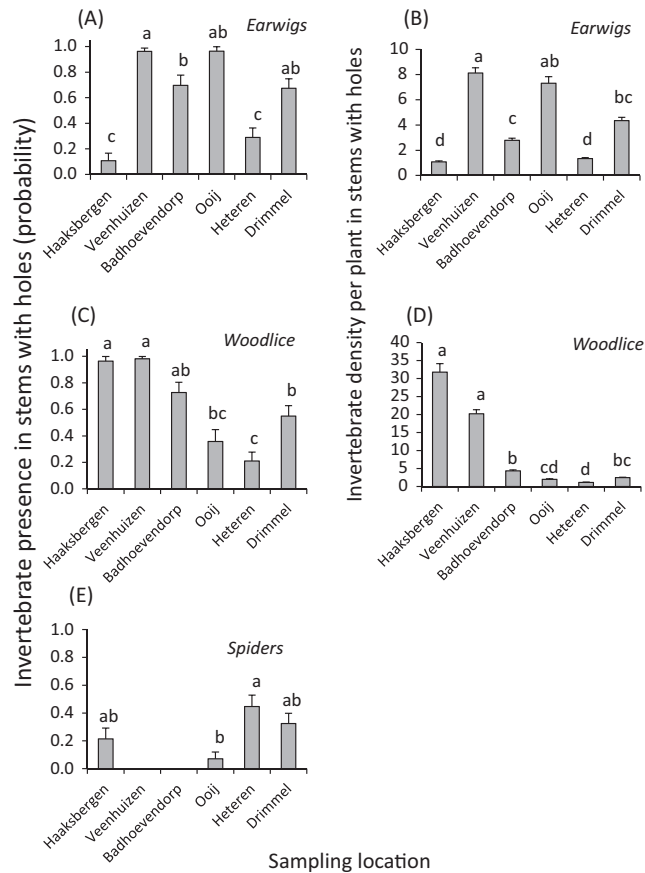 Invertebrate presence in stems with holes (probability)
Invertebrate density per plant in stems with holes
(A)
Earwigs
1.0
0.8
0.6
0.4
0.2
0.0
c
a
b
ab
c
ab
Haaksbergen
Veenhuizen
Badhoevendorp
Ooij
Heteren
Drimmel
(B)
Earwigs
10
8
6
4
2
0
d
a
c
ab
d
bc
Haaksbergen
Veenhuizen
Badhoevendorp
Ooij
Heteren
Drimmel
(C)
Woodlice
1.0
0.8
0.6
0.4
0.2
0.0
a
a
ab
bc
c
b
Haaksbergen
Veenhuizen
Badhoevendorp
Ooij
Heteren
Drimmel
(D)
Woodlice
40
35
30
25
20
15
10
5
0
a
a
b
cd
d
bc
Haaksbergen
Veenhuizen
Badhoevendorp
Ooij
Heteren
Drimmel
(E)
Spiders
1.0
0.8
0.6
0.4
0.2
0.0
ab
b
a
ab
Haaksbergen
Veenhuizen
Badhoevendorp
Ooij
Heteren
Drimmel
Sampling location